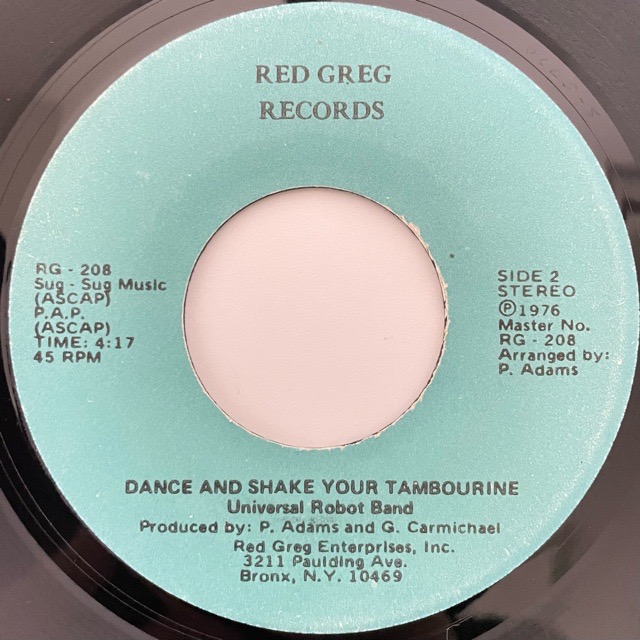 RED GREG
RECORDS
RG - 208
Sug - Sug Music
(ASCAP)
P.A.P.
(ASCAP)
TIME: 4:17
45 RPM
SIDE 2
STEREO
Ⓟ1976
Master No.
RG - 208
Arranged by:
P. Adams
DANCE AND SHAKE YOUR TAMBOURINE
Universal Robot Band
Produced by: P. Adams and G. Carmichael
Red Greg Enterprises, Inc.
3211 Paulding Ave.
Bronx, N.Y. 10469